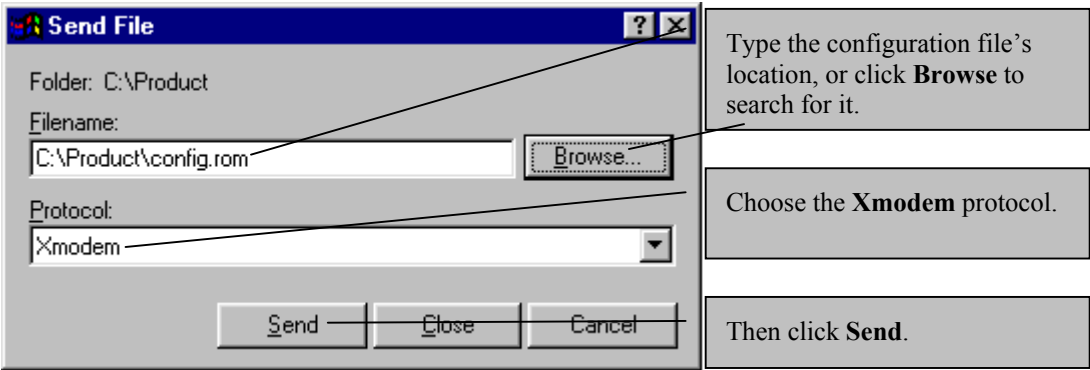 Send File
Folder: C:\Product
Filename:
C:\Product\config.rom
Browse...
Protocol:
Xmodem
Send
Close
Cancel
Type the configuration file’s
location, or click Browse to
search for it.
Choose the Xmodem protocol.
Then click Send.